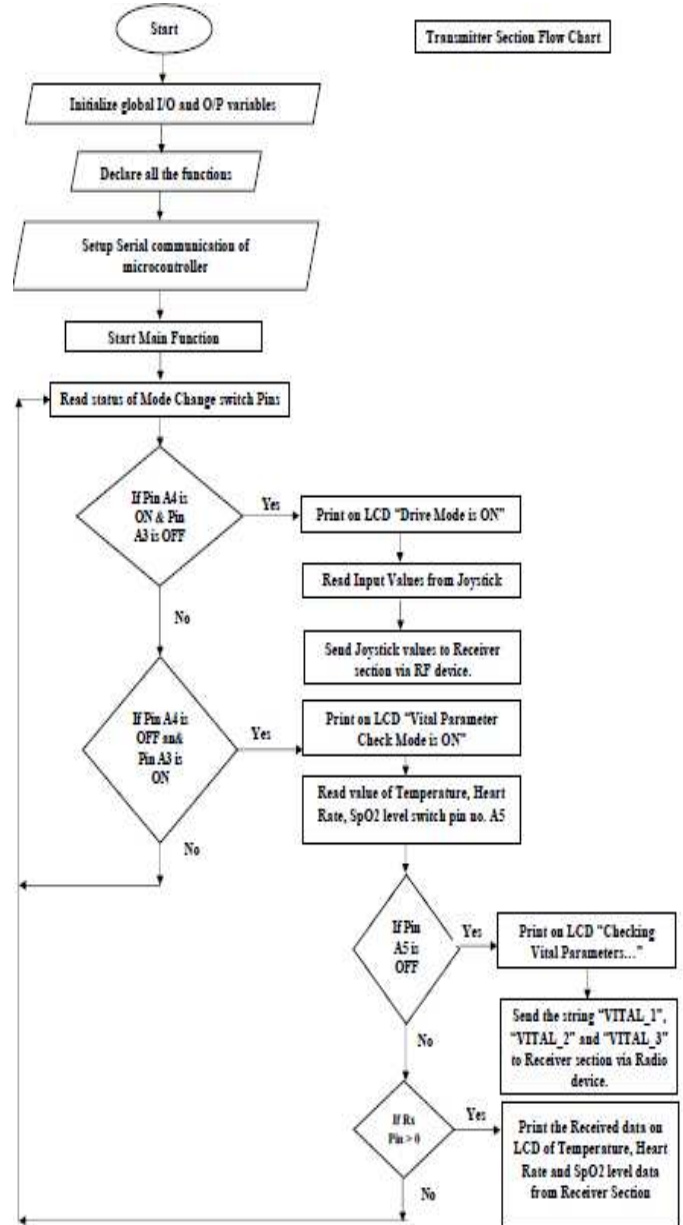 Start
Transmitter Section Flow Chart
Initialize global I/O and O/P variables
Declare all the functions
Setup Serial communication of
microcontroller
Start Main Function
Read status of Mode Change switch Pins
If Pin A4 is
ON & Pin
A3 is OFF
Yes
Print on LCD “Drive Mode is ON”
Read Input Values from Joystick
Send Joystick values to Receiver
section via RF device.
No
If Pin A4 is
OFF an&
Pin A3 is
ON
Yes
Print on LCD “Vital Parameter
Check Mode is ON”
Read value of Temperature, Heart
Rate, SpO2 level switch pin no. A5
No
If Pin
A5 is
OFF
Yes
Print on LCD “Checking
Vital Parameters…”
Send the string “VITAL_1”,
“VITAL_2” and “VITAL_3”
to Receiver section via Radio
device.
No
If Rx
Pin > 0
Yes
Print the Received data on
LCD of Temperature, Heart
Rate and SpO2 level data
from Receiver Section
No